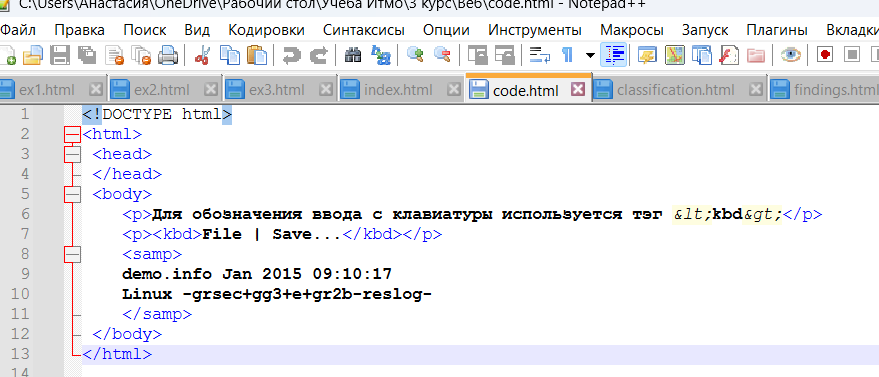 C:\Users\Анастасия\OneDrive\Рабочий стол\Учеба Итмо\3 курс\Веб\code.html - Notepad++
Файл Правка Поиск Вид Кодировки Синтаксисы Опции Инструменты Макросы Запуск Плагины Вкладки
ex1.html ex2.html ex3.html index.html code.html classification.html findings.html
1 <!DOCTYPE html>
2 <html>
3 <head>
4 </head>
5 <body>
6 <p>Для обозначения ввода с клавиатуры используется тэг &lt;kbd&gt;</p>
7 <p><kbd>File | Save...</kbd></p>
8 <samp>
9 demo.info Jan 2015 09:10:17
10 Linux -grsec+gg3+e+gr2b-reslog-
11 </samp>
12 </body>
13 </html>
14